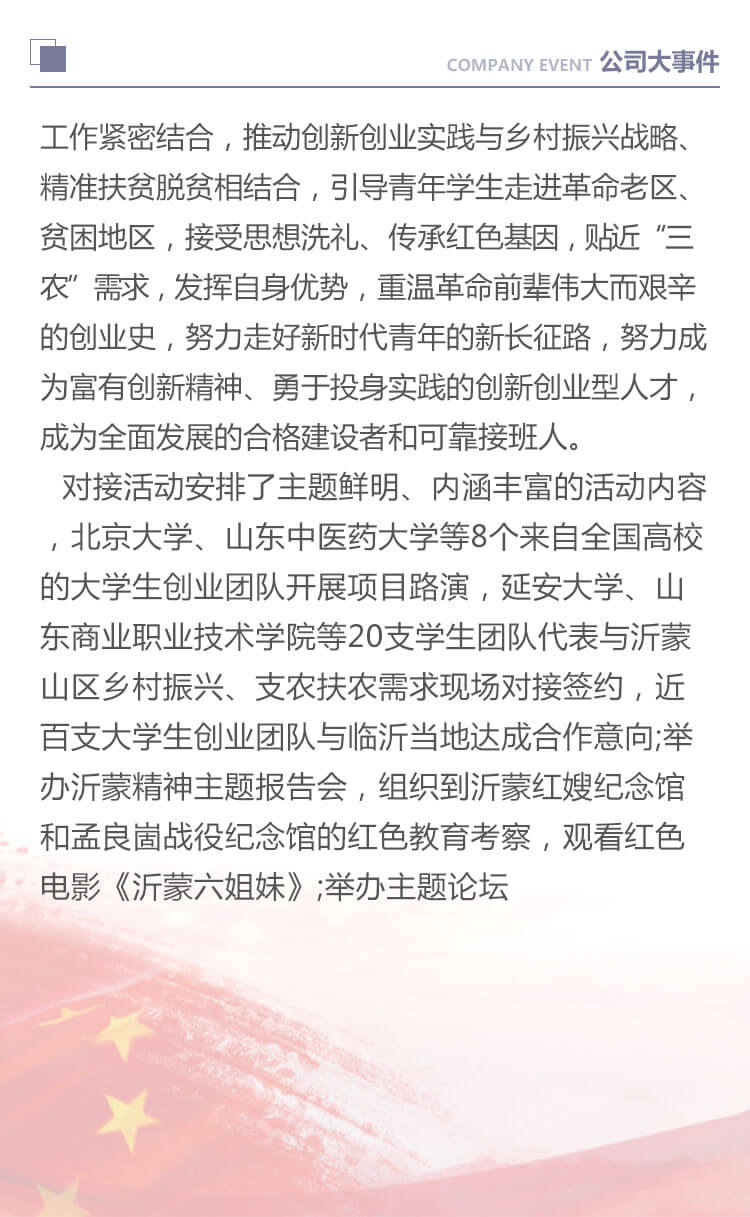 COMPANY EVENT 公司大事件
工作紧密结合，推动创新创业实践与乡村振兴战略、
精准扶贫脱贫相结合，引导青年学生走进革命老区、
贫困地区，接受思想洗礼、传承红色基因，贴近“三
农”需求，发挥自身优势，重温革命前辈伟大而艰辛
的创业史，努力走好新时代青年的新长征路，努力成
为富有创新精神、勇于投身实践的创新创业型人才，
成为全面发展的合格建设者和可靠接班人。
对接活动安排了主题鲜明、内涵丰富的活动内容
，北京大学、山东中医药大学等8个来自全国高校
的大学生创业团队开展项目路演，延安大学、山
东商业职业技术学院等20支学生团队代表与沂蒙
山区乡村振兴、支农扶农需求现场对接签约，近
百支大学生创业团队与临沂当地达成合作意向;举
办沂蒙精神主题报告会，组织到沂蒙红嫂纪念馆
和孟良崮战役纪念馆的红色教育考察，观看红色
电影《沂蒙六姐妹》;举办主题论坛